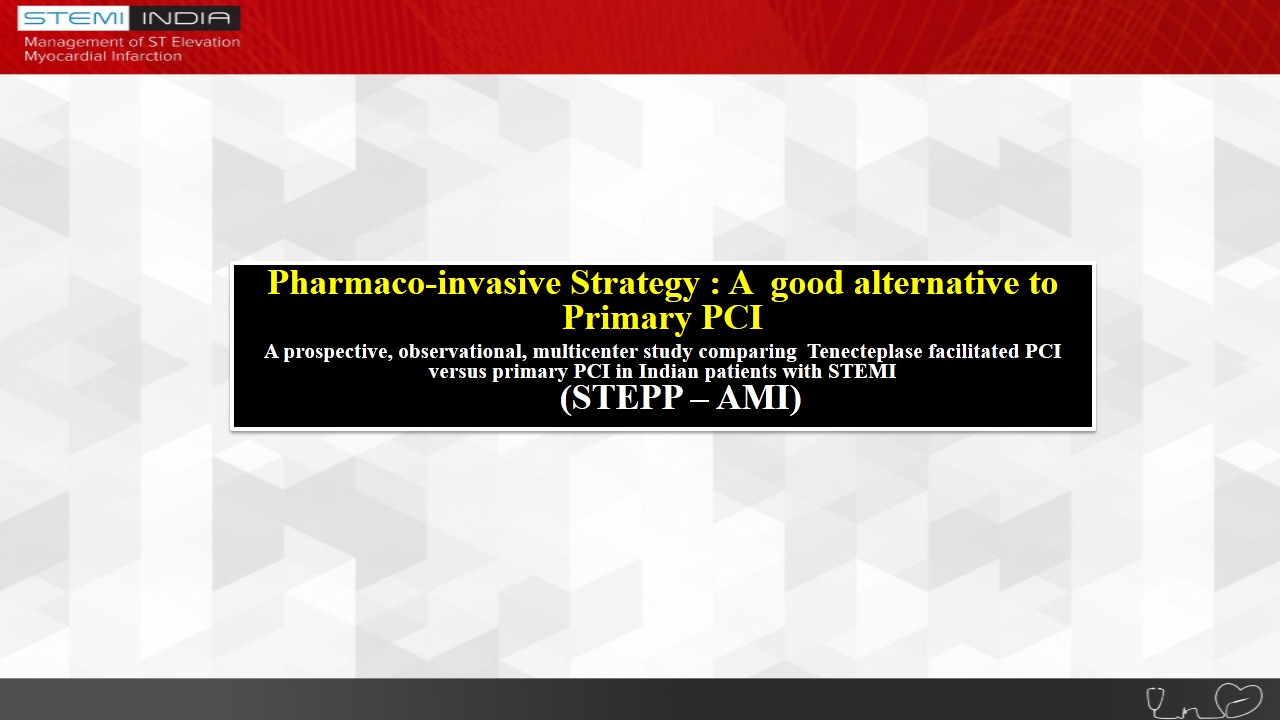 STEMI INDIA
Management of ST Elevation
Myocardial Infarction
Pharmaco-invasive Strategy : A  good alternative to
Primary PCI
A prospective, observational, multicenter study comparing  Tenecteplase facilitated PCI
versus primary PCI in Indian patients with STEMI
(STEPP – AMI)